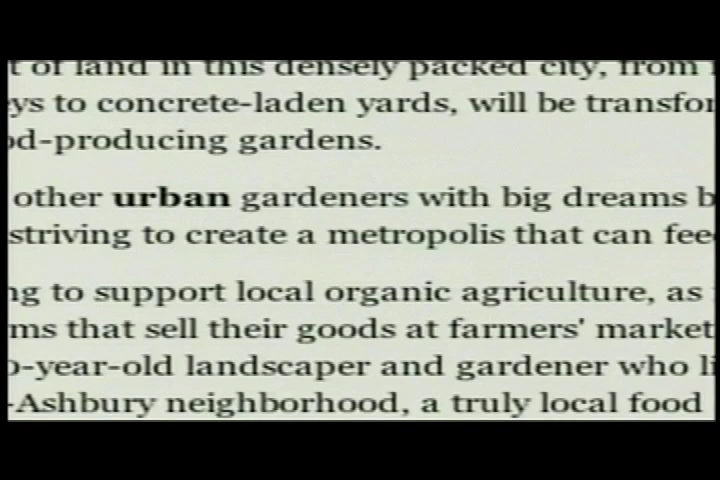 t of land in this densely packed city, from
ys to concrete-laden yards, will be transfor
od-producing gardens.
other urban gardeners with big dreams b
striving to create a metropolis that can fee
ng to support local organic agriculture, as
ms that sell their goods at farmers' market
-year-old landscaper and gardener who li
-Ashbury neighborhood, a truly local food